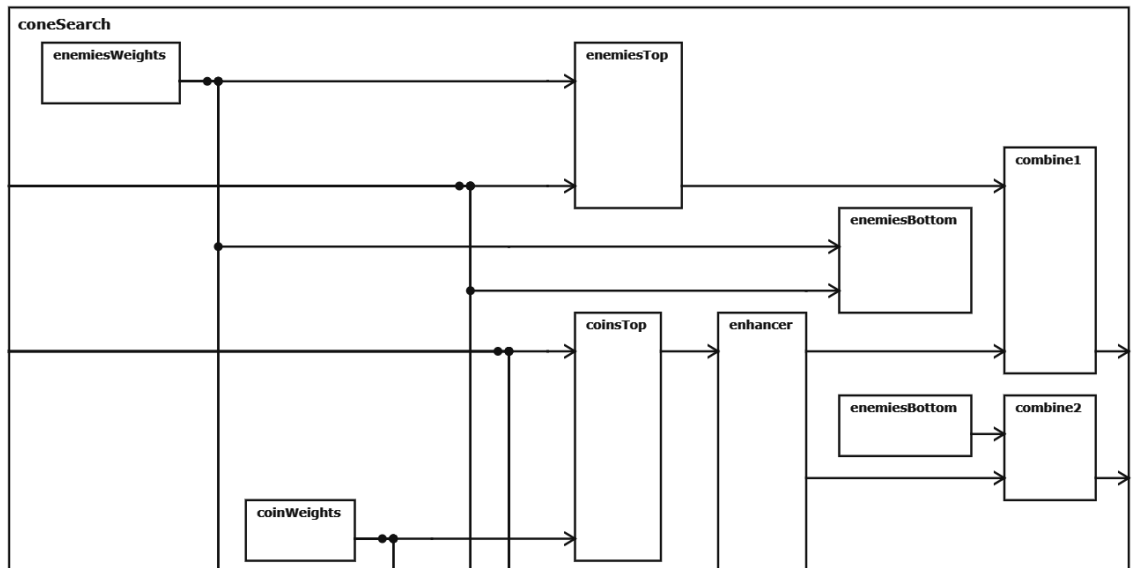 coneSearch
enemiesWeights
enemiesTop
combine1
enemiesBottom
coinsTop
enhancer
enemiesBottom
combine2
coinWeights